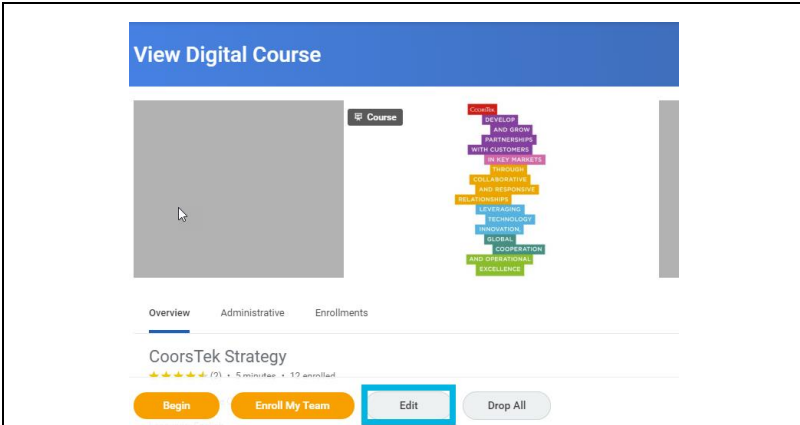 View Digital Course
Course
CoorsTek
DEVELOP
AND GROW
PARTNERSHIPS
WITH CUSTOMERS
IN KEY MARKETS
THROUGH
COLLABORATIVE
AND RESPONSIVE
RELATIONSHIPS
LEVERAGING
TECHNOLOGY
INNOVATION,
GLOBAL
COOPERATION
AND OPERATIONAL
EXCELLENCE
Overview Administrative Enrollments
CoorsTek Strategy
(2) • 5 minutes • 12 enrolled
Begin Enroll My Team Edit Drop All